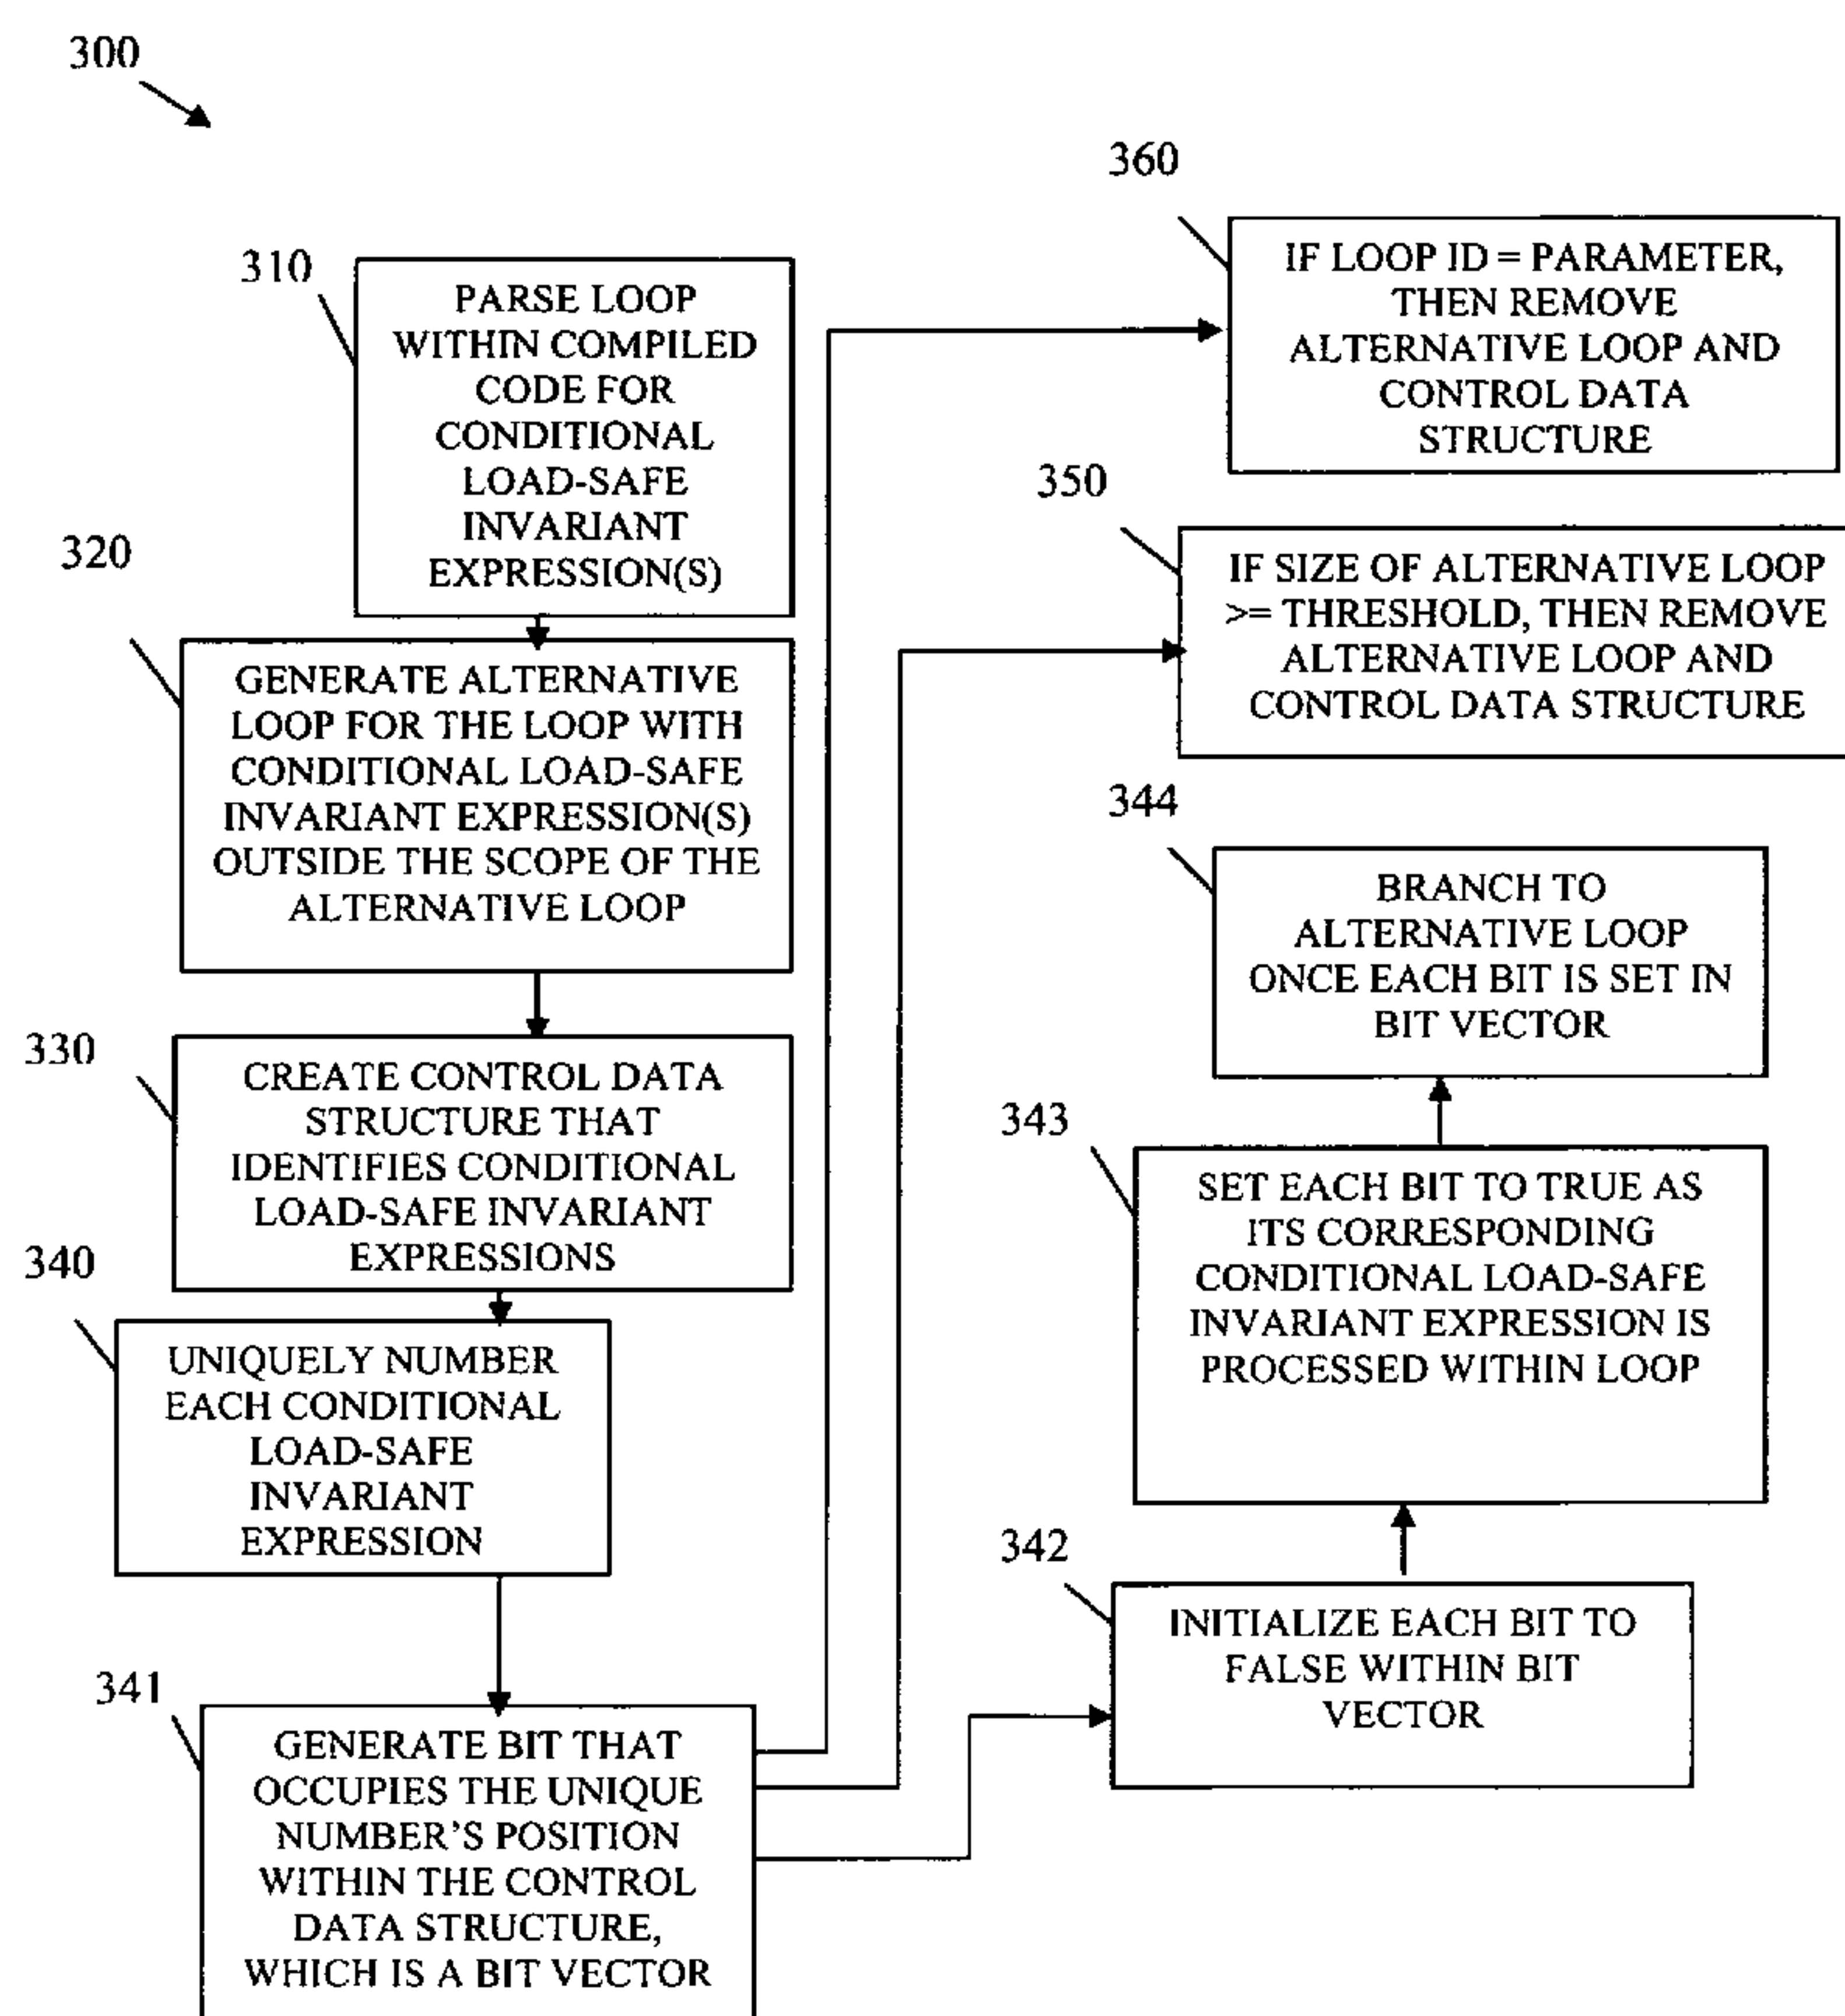 300
310
PARSE LOOP
WITHIN COMPILED
CODE FOR
CONDITIONAL
LOAD-SAFE
INVARIANT
EXPRESSION(S)
320
GENERATE ALTERNATIVE
LOOP FOR THE LOOP WITH
CONDITIONAL LOAD-SAFE
INVARIANT EXPRESSION(S)
OUTSIDE THE SCOPE OF THE
ALTERNATIVE LOOP
330
CREATE CONTROL DATA
STRUCTURE THAT
IDENTIFIES CONDITIONAL
LOAD-SAFE INVARIANT
EXPRESSIONS
340
UNIQUELY NUMBER
EACH CONDITIONAL
LOAD-SAFE
INVARIANT
EXPRESSION
341
GENERATE BIT THAT
OCCUPIES THE UNIQUE
NUMBER'S POSITION
WITHIN THE CONTROL
DATA STRUCTURE,
WHICH IS A BIT VECTOR
360
IF LOOP ID = PARAMETER,
THEN REMOVE
ALTERNATIVE LOOP AND
CONTROL DATA
STRUCTURE
350
IF SIZE OF ALTERNATIVE LOOP
>= THRESHOLD, THEN REMOVE
ALTERNATIVE LOOP AND
CONTROL DATA STRUCTURE
344
BRANCH TO
ALTERNATIVE LOOP
ONCE EACH BIT IS SET IN
BIT VECTOR
343
SET EACH BIT TO TRUE AS
ITS CORRESPONDING
CONDITIONAL LOAD-SAFE
INVARIANT EXPRESSION IS
PROCESSED WITHIN LOOP
342
INITIALIZE EACH BIT TO
FALSE WITHIN BIT
VECTOR